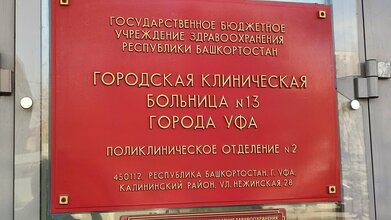 ГОСУДАРСТВЕННОЕ БЮДЖЕТНОЕ
УЧРЕЖДЕНИЕ ЗДРАВООХРАНЕНИЯ
РЕСПУБЛИКИ БАШКОРТОСТАН
ГОРОДСКАЯ КЛИНИЧЕСКАЯ
БОЛЬНИЦА №13
ГОРОДА УФА
ПОЛИКЛИНИЧЕСКОЕ ОТДЕЛЕНИЕ №2
450112, РЕСПУБЛИКА БАШКОРТОСТАН, Г. УФА,
КАЛИНИНСКИЙ РАЙОН, УЛ. НЕЖИНСКАЯ, 28
ЗДРАВООХРАНЕНИЯ